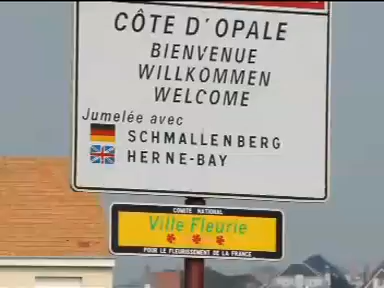 CÔTE D'OPALE
BIENVENUE
WILLKOMMEN
WELCOME
Jumelée avec
SCHMALLENBERG
HERNE-BAY
COMITÉ NATIONAL
Ville Fleurie
POUR LE FLEURISSEMENT DE LA FRANCE